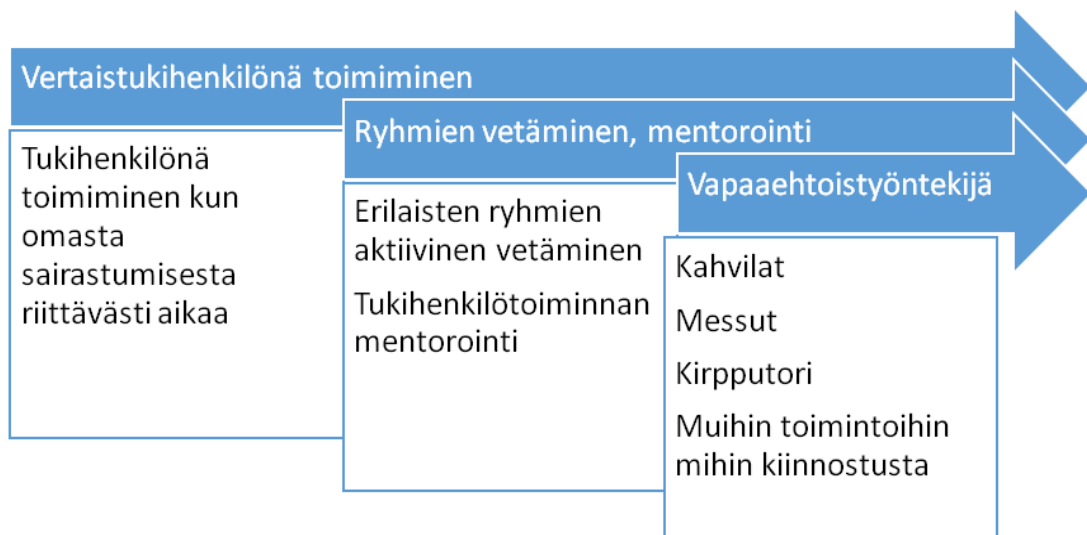 Vertaistukihenkilönä toimiminen
Tukihenkilönä
toimiminen kun
omasta
sairastumisesta
riittävästi aikaa
Ryhmien vetäminen, mentorointi
Erilaisten ryhmien
aktiivinen vetäminen
Tukihenkilötoiminnan
mentorointi
Vapaaehtoistyöntekijä
Kahvilat
Messut
Kirpputori
Muihin toimintoihin
mihin kiinnostusta